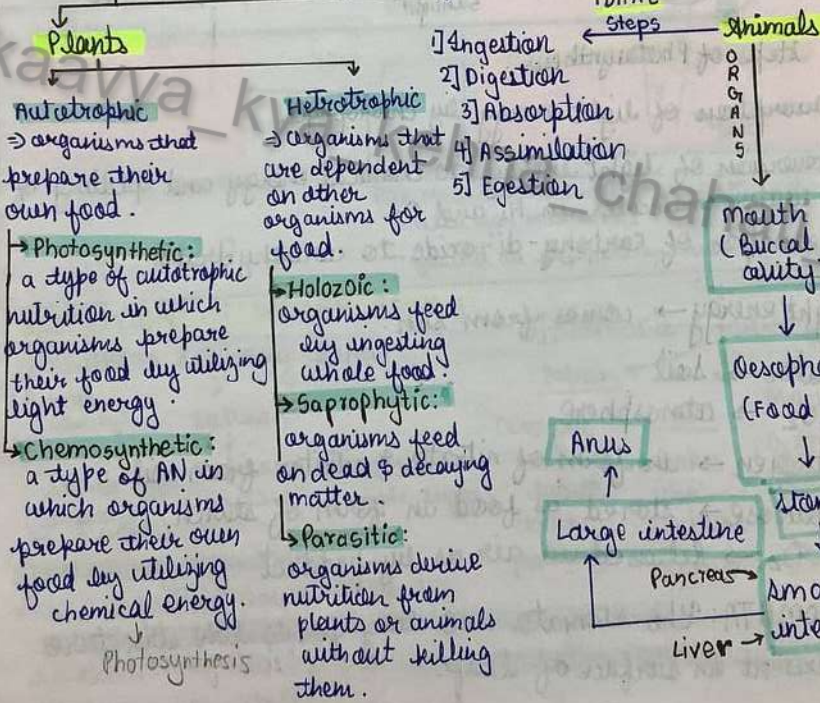 Plants
Autotrophic
⇒ organisms that
prepare their
own food.
Photosynthetic:
a type of autotrophic
nutrition in which
organisms prepare
their food by utilizing
light energy.
Chemosynthetic:
a type of AN in
which organisms
prepare their own
food by utilizing
chemical energy.
Photosynthesis
Hetrotrophic
⇒ organisms that
are dependent
on other
organisms for
food.
Holozoic:
organisms feed
by ingesting
whole food.
Saprophytic:
organisms feed
on dead & decaying
matter.
Parasitic:
organisms derive
nutrition from
plants or animals
without killing
them.
Steps
1] Ingestion
2] Digestion
3] Absorption
4] Assimilation
5] Egestion
Animals
ORGANS
mouth
(Buccal
cavity
Oesoph
(Food
Anus
Large intestine
Pancreas
Liver
kaavya_kya_
_chahal